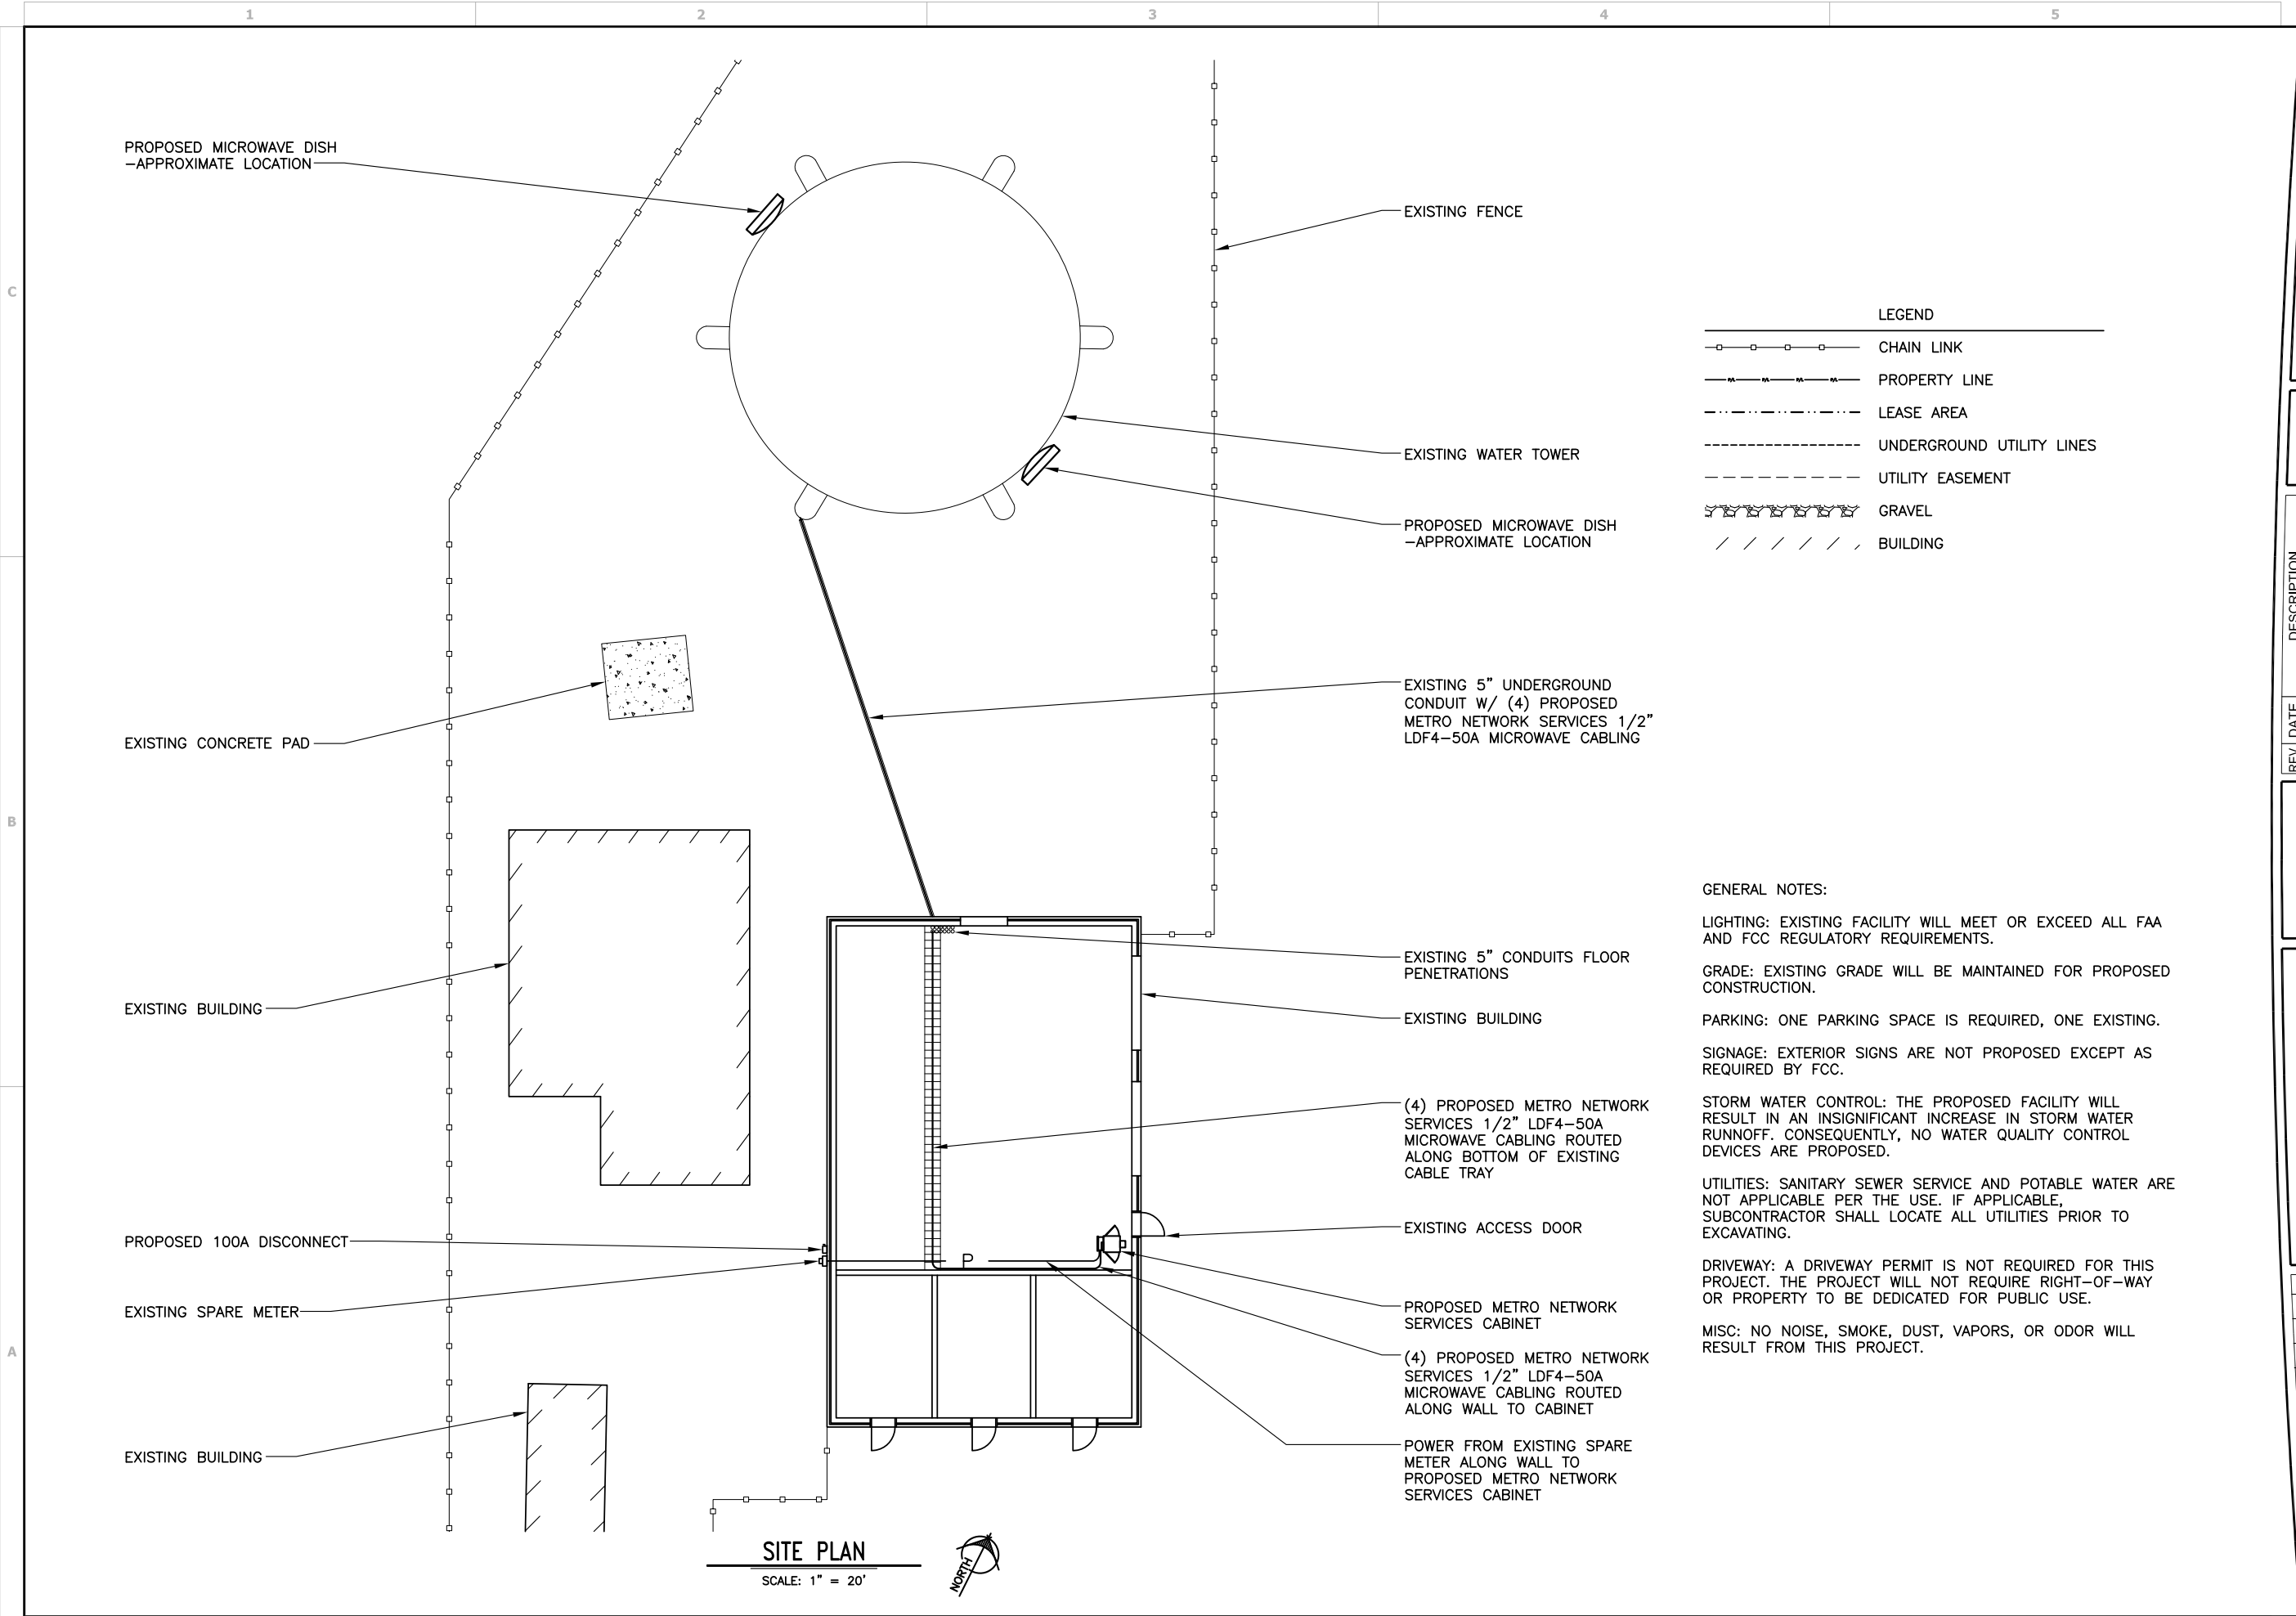 1
2
3
4
5
C
B
A
PROPOSED MICROWAVE DISH
-APPROXIMATE LOCATION
EXISTING CONCRETE PAD
EXISTING BUILDING
PROPOSED 100A DISCONNECT
EXISTING SPARE METER
EXISTING BUILDING
P
EXISTING FENCE
EXISTING WATER TOWER
PROPOSED MICROWAVE DISH
-APPROXIMATE LOCATION
EXISTING 5" UNDERGROUND
CONDUIT W/ (4) PROPOSED
METRO NETWORK SERVICES 1/2"
LDF4-50A MICROWAVE CABLING
EXISTING 5" CONDUITS FLOOR
PENETRATIONS
EXISTING BUILDING
(4) PROPOSED METRO NETWORK
SERVICES 1/2" LDF4-50A
MICROWAVE CABLING ROUTED
ALONG BOTTOM OF EXISTING
CABLE TRAY
EXISTING ACCESS DOOR
PROPOSED METRO NETWORK
SERVICES CABINET
(4) PROPOSED METRO NETWORK
SERVICES 1/2" LDF4-50A
MICROWAVE CABLING ROUTED
ALONG WALL TO CABINET
POWER FROM EXISTING SPARE
METER ALONG WALL TO
PROPOSED METRO NETWORK
SERVICES CABINET
LEGEND
CHAIN LINK
PROPERTY LINE
LEASE AREA
UNDERGROUND UTILITY LINES
UTILITY EASEMENT
GRAVEL
BUILDING
GENERAL NOTES:
LIGHTING: EXISTING FACILITY WILL MEET OR EXCEED ALL FAA
AND FCC REGULATORY REQUIREMENTS.
GRADE: EXISTING GRADE WILL BE MAINTAINED FOR PROPOSED
CONSTRUCTION.
PARKING: ONE PARKING SPACE IS REQUIRED, ONE EXISTING.
SIGNAGE: EXTERIOR SIGNS ARE NOT PROPOSED EXCEPT AS
REQUIRED BY FCC.
STORM WATER CONTROL: THE PROPOSED FACILITY WILL
RESULT IN AN INSIGNIFICANT INCREASE IN STORM WATER
RUNNOFF. CONSEQUENTLY, NO WATER QUALITY CONTROL
DEVICES ARE PROPOSED.
UTILITIES: SANITARY SEWER SERVICE AND POTABLE WATER ARE
NOT APPLICABLE PER THE USE. IF APPLICABLE,
SUBCONTRACTOR SHALL LOCATE ALL UTILITIES PRIOR TO
EXCAVATING.
DRIVEWAY: A DRIVEWAY PERMIT IS NOT REQUIRED FOR THIS
PROJECT. THE PROJECT WILL NOT REQUIRE RIGHT-OF-WAY
OR PROPERTY TO BE DEDICATED FOR PUBLIC USE.
MISC: NO NOISE, SMOKE, DUST, VAPORS, OR ODOR WILL
RESULT FROM THIS PROJECT.
SITE PLAN
SCALE: 1" = 20'
NORTH
DESCRIPTION
DATE
REV